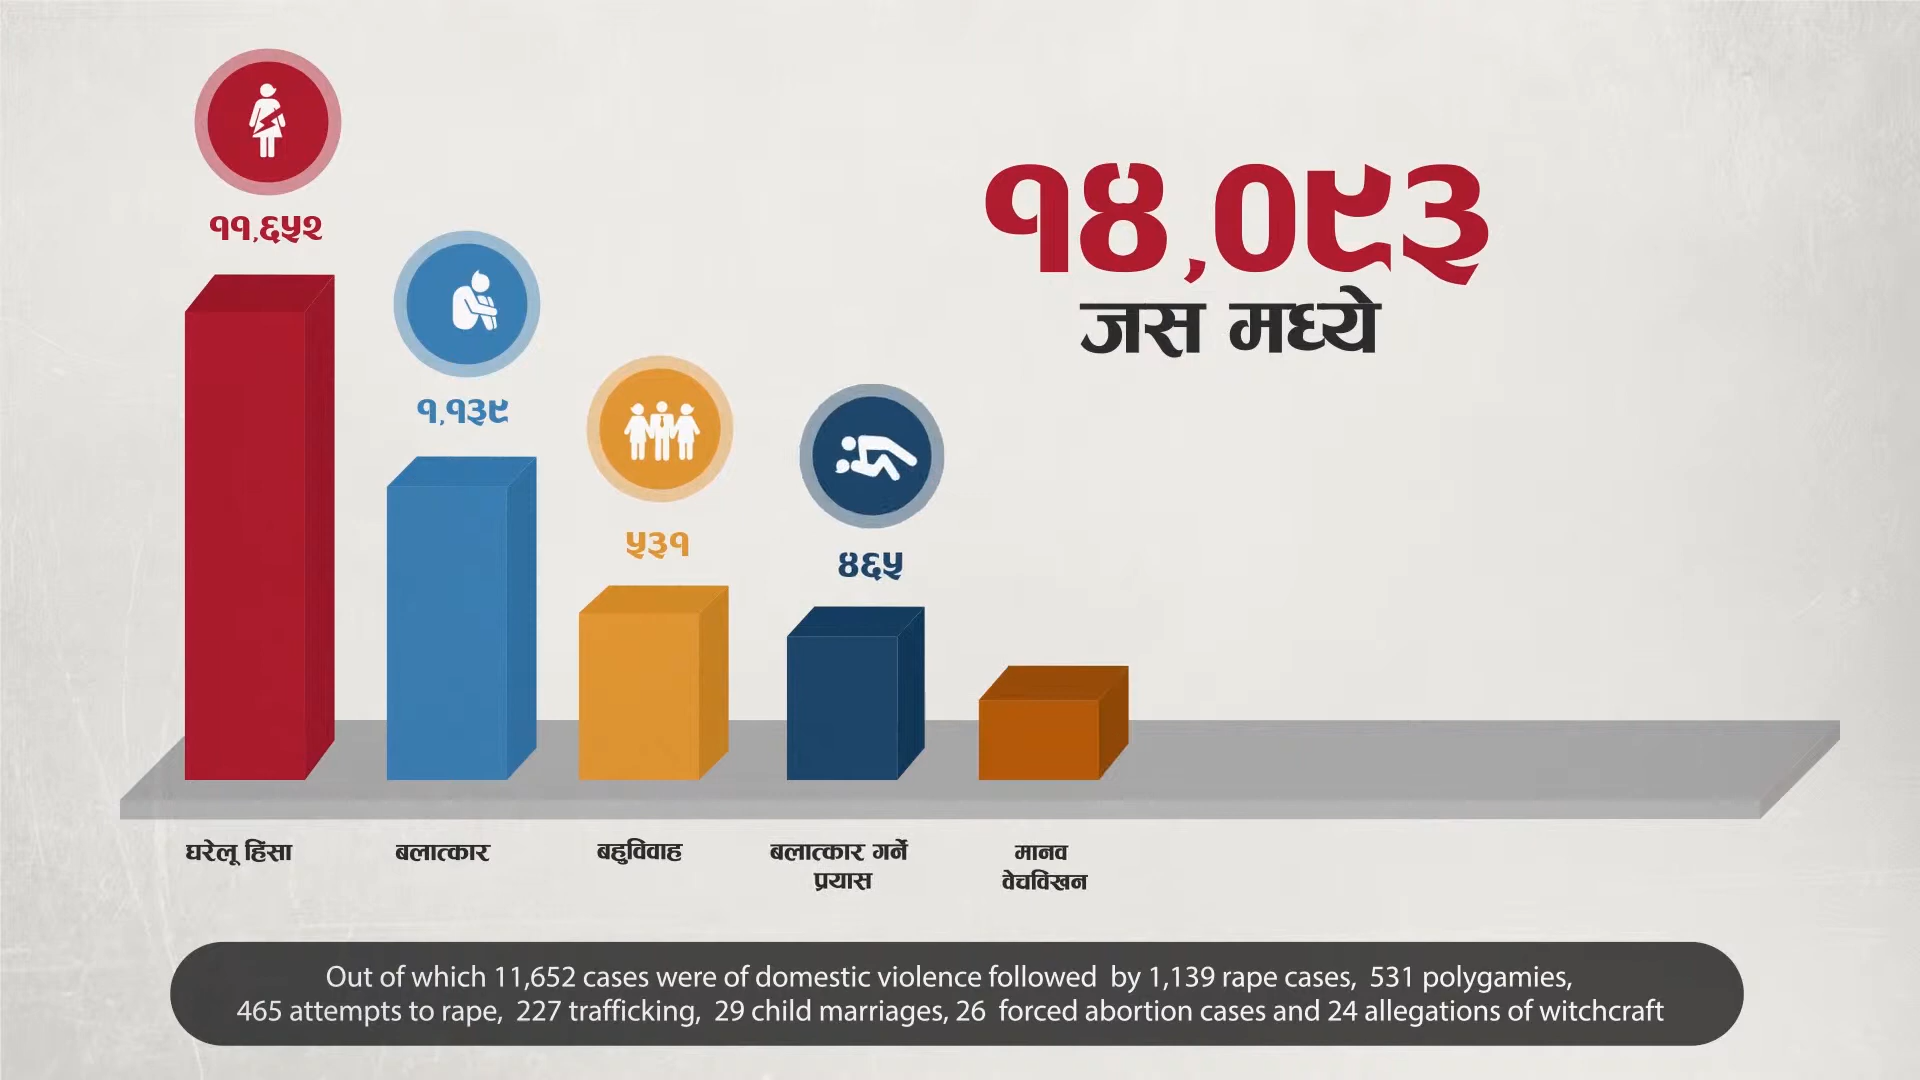 ११,६५२
१,१३९
५३१
४६५
१४,०९३
जस मध्ये
घरेलू हिंसा
बलात्कार
बहुविवाह
बलात्कार गर्ने
प्रयास
मानव
वेचविखन
Out of which 11,652 cases were of domestic violence followed by 1,139 rape cases, 531 polygamies,
465 attempts to rape, 227 trafficking, 29 child marriages, 26 forced abortion cases and 24 allegations of witchcraft